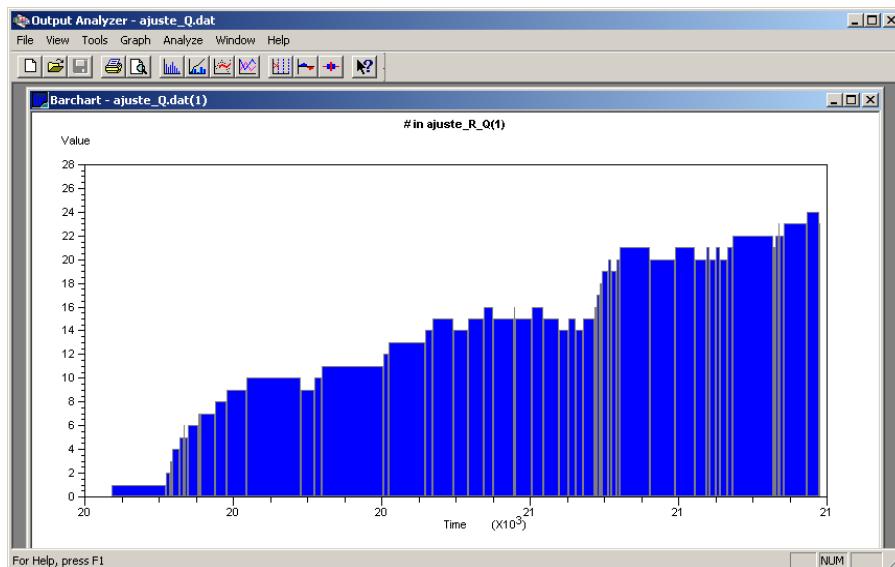 Output Analyzer - ajuste_Q.dat
File View Tools Graph Analyze Window Help
Barchart - ajuste_Q.dat(1)
# in ajuste_R_Q(1)
Value
28
26
24
22
20
18
16
14
12
10
8
6
4
2
0
20 20 20 21 21 21
Time (X10³)
For Help, press F1
NUM